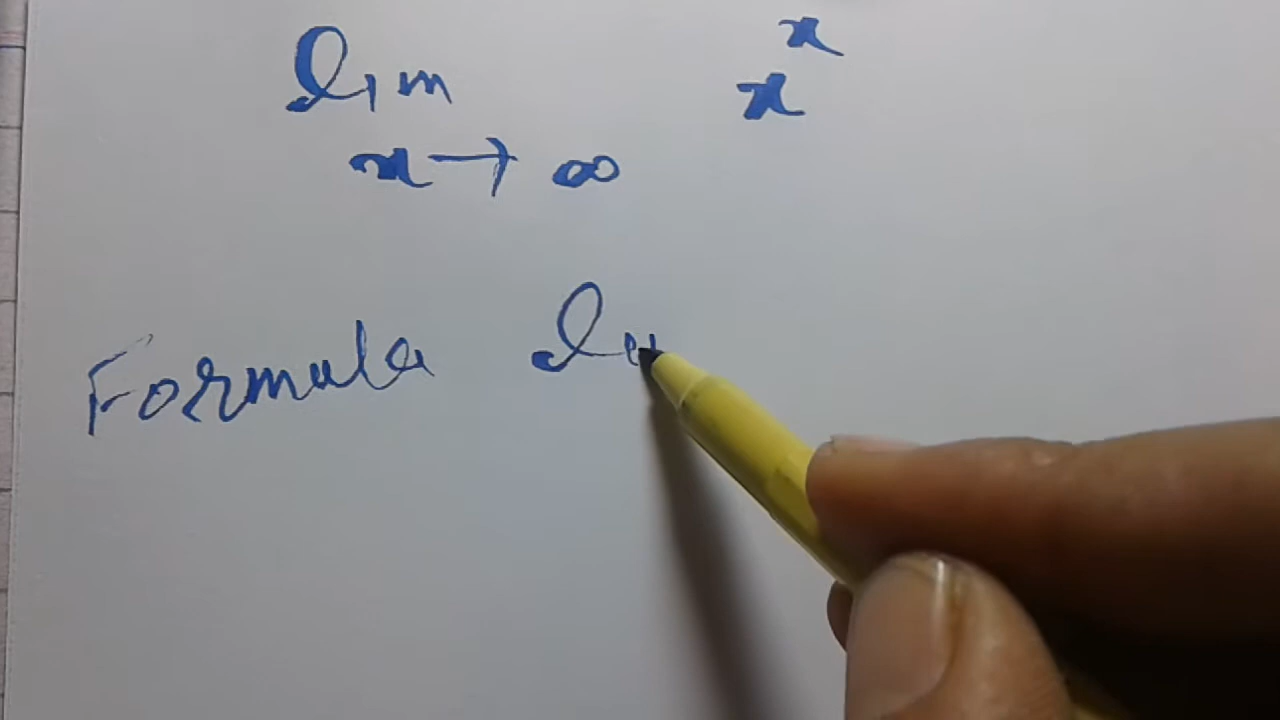 lim x^x
x → ∞
Formula